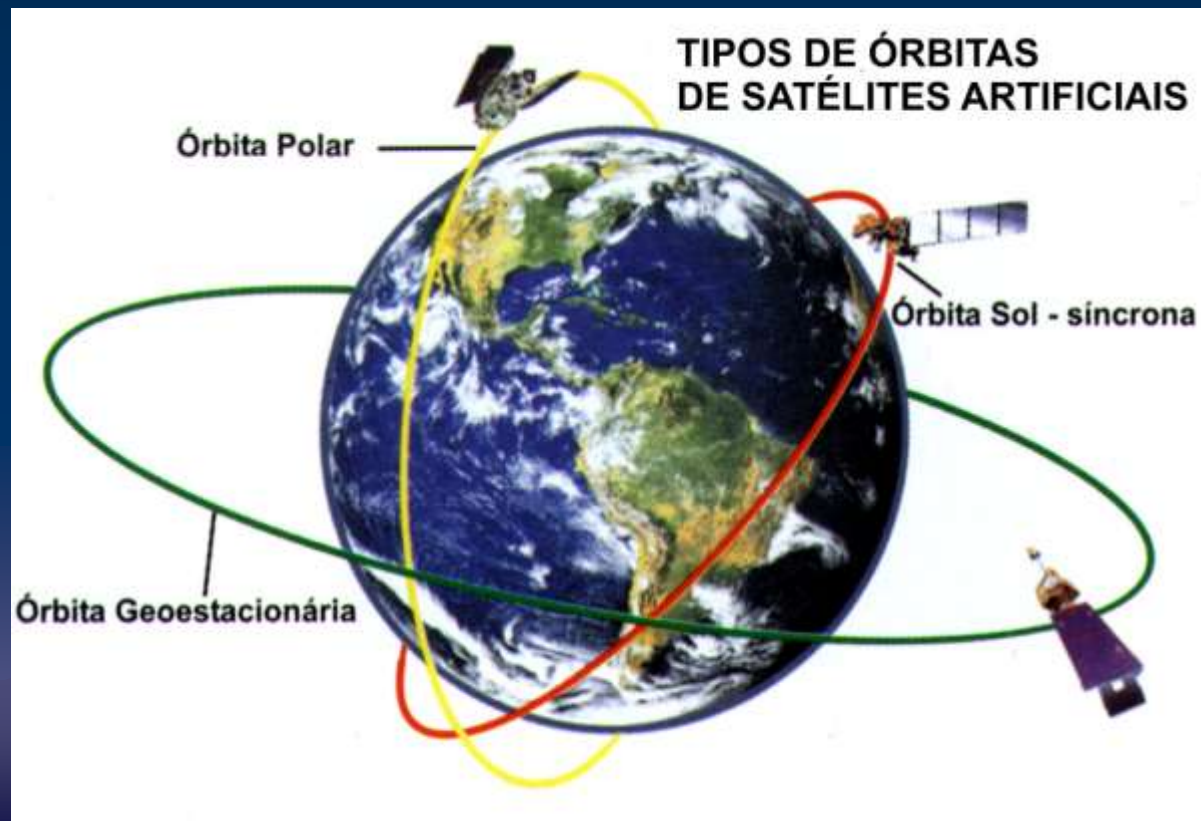 TIPOS DE ÓRBITAS
DE SATÉLITES ARTIFICIAIS
Órbita Polar
Órbita Sol - síncrona
Órbita Geoestacionária